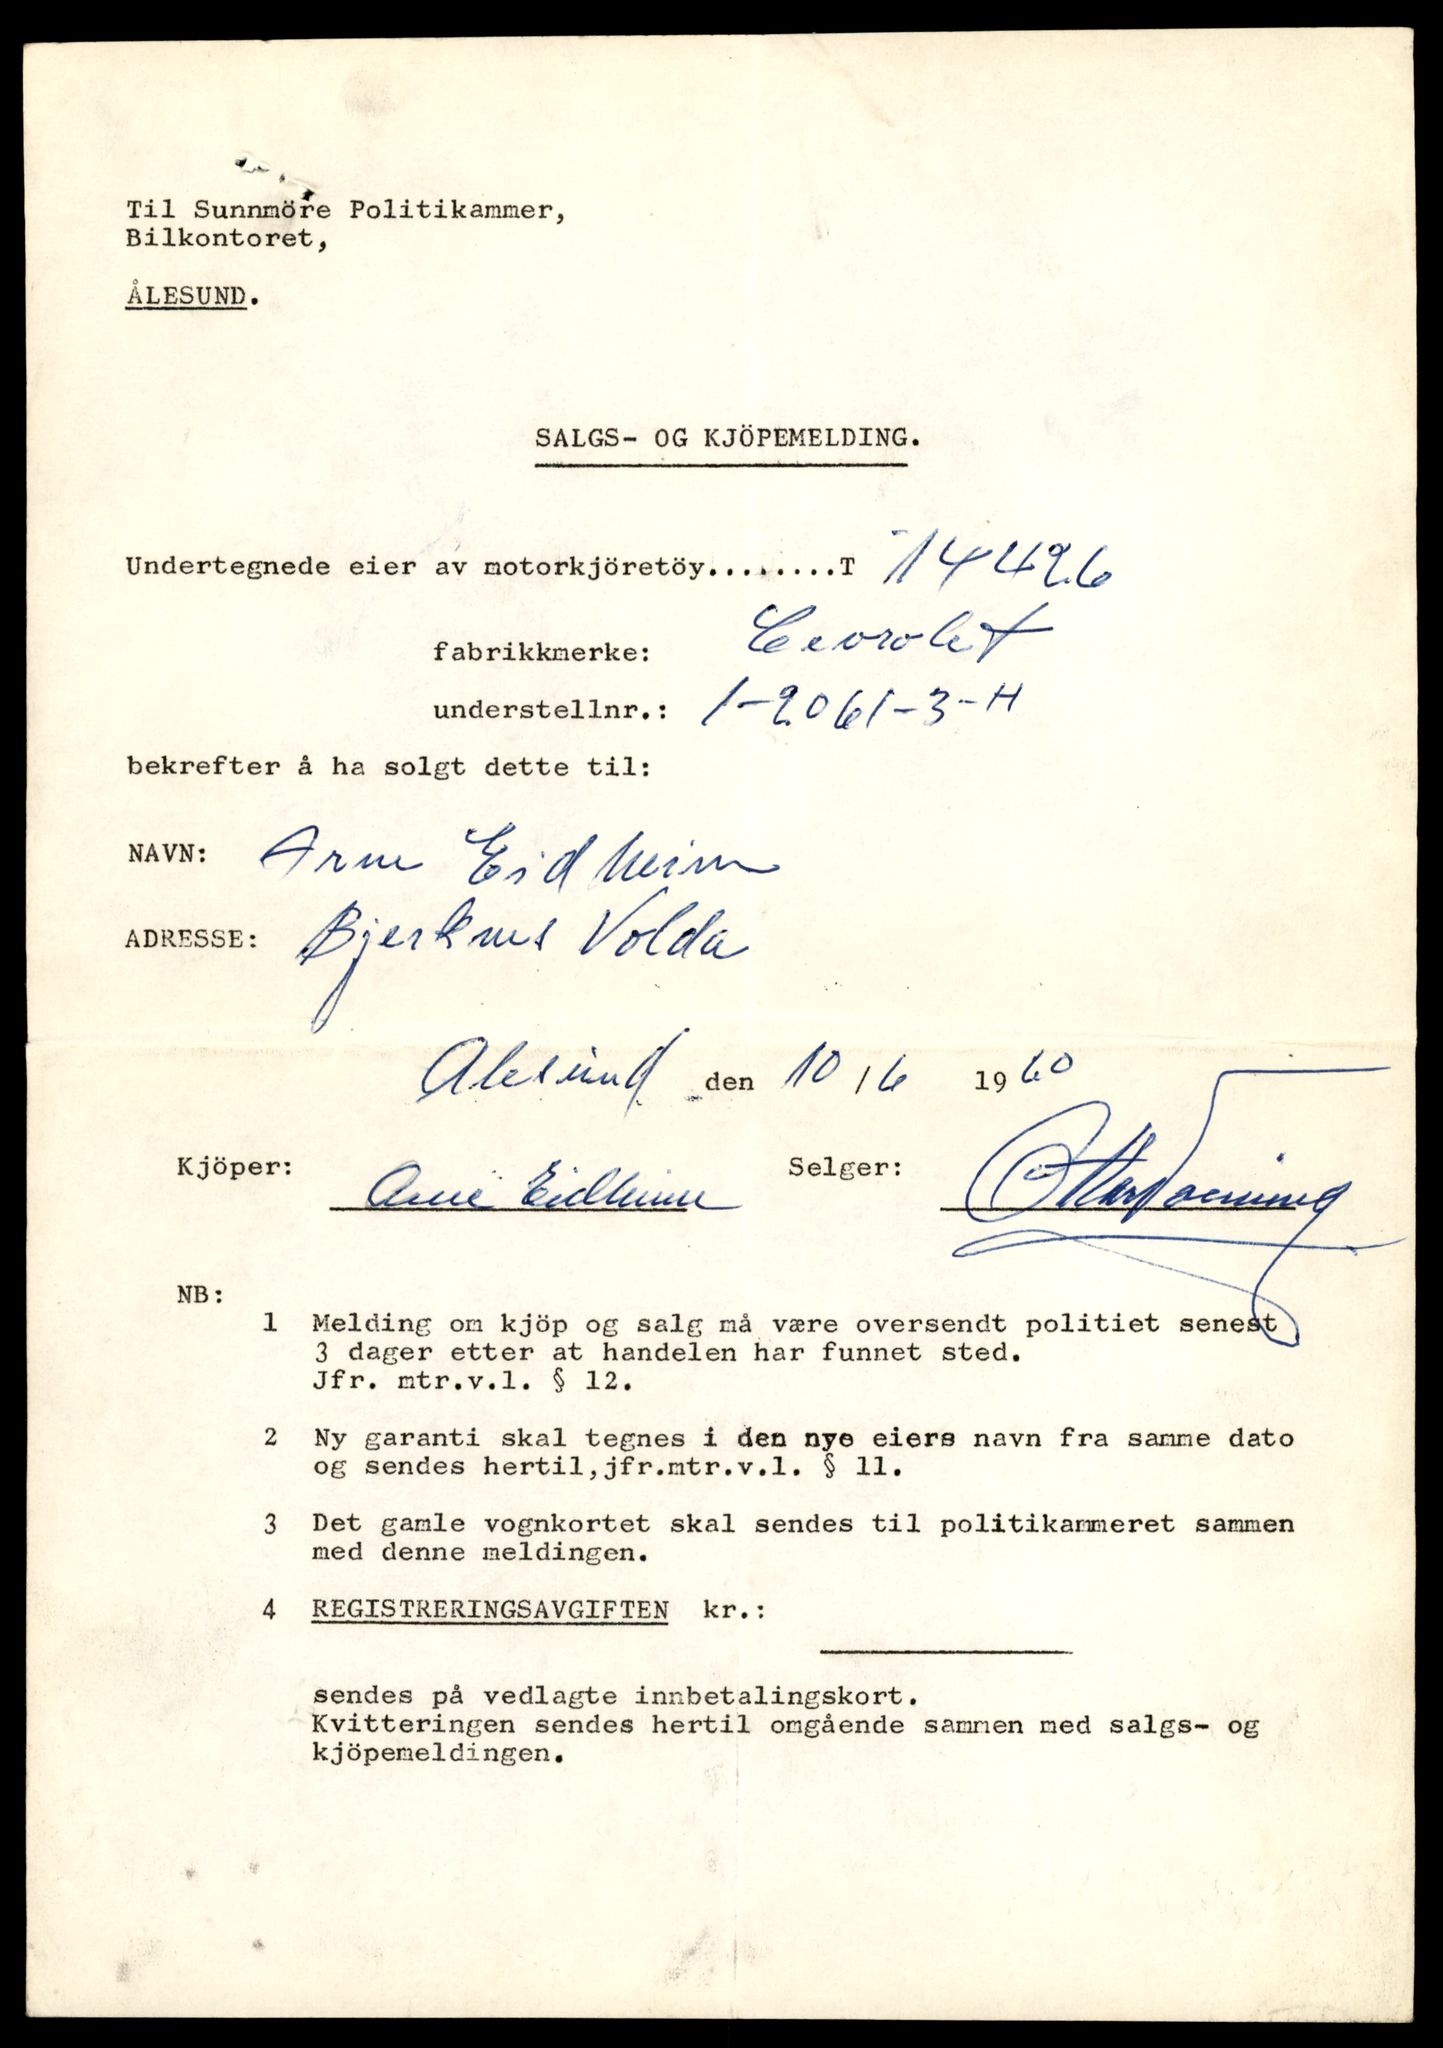 Til Sunnmöre Politikammer,
Bilkontoret,
ÅLESUND.
SALGS- OG KJÖPEMELDING.
Undertegnede eier av motorkjöretöy........T 14426
fabrikkmerke: Cevrolet
understellnr.: 1-2061-3-H
bekrefter å ha solgt dette til:
NAVN: Arne Eidheim
ADRESSE: Bjerknes Volda
Alesund den 10/6 1960
Kjöper: Arne Eidheim Selger:
NB:
1 Melding om kjöp og salg må være oversendt politiet senest
3 dager etter at handelen har funnet sted.
Jfr. mtr.v.l. § 12.
2 Ny garanti skal tegnes i den nye eiers navn fra samme dato
og sendes hertil,jfr.mtr.v.l. § 11.
3 Det gamle vognkortet skal sendes til politikammeret sammen
med denne meldingen.
4 REGISTRERINGSAVGIFTEN kr.:
sendes på vedlagte innbetalingskort.
Kvitteringen sendes hertil omgående sammen med salgs- og
kjöpemeldingen.